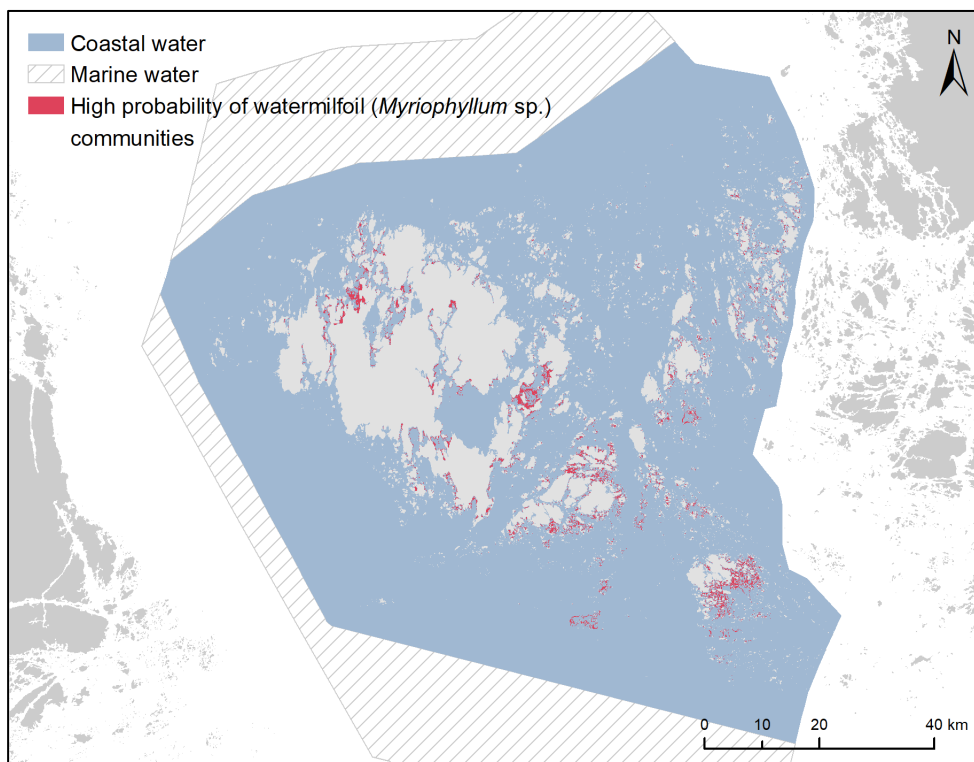 Coastal water
Marine water
High probability of watermilfoil (Myriophyllum sp.)
communities
N
0 10 20 40 km